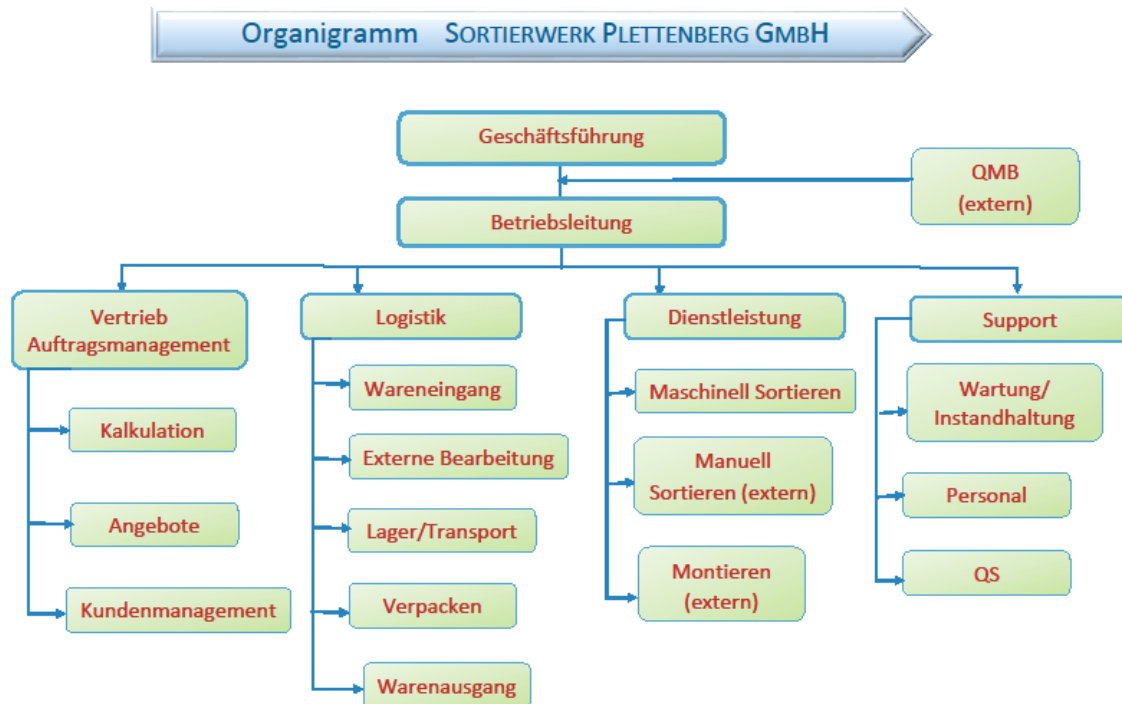 Organigramm SORTIERWERK PLETTENBERG GMBH
Geschäftsführung
QMB
(extern)
Betriebsleitung
Vertrieb
Auftragsmanagement
Kalkulation
Angebote
Kundenmanagement
Logistik
Wareneingang
Externe Bearbeitung
Lager/Transport
Verpacken
Warenausgang
Dienstleistung
Maschinell Sortieren
Manuell
Sortieren (extern)
Montieren
(extern)
Support
Wartung/
Instandhaltung
Personal
QS